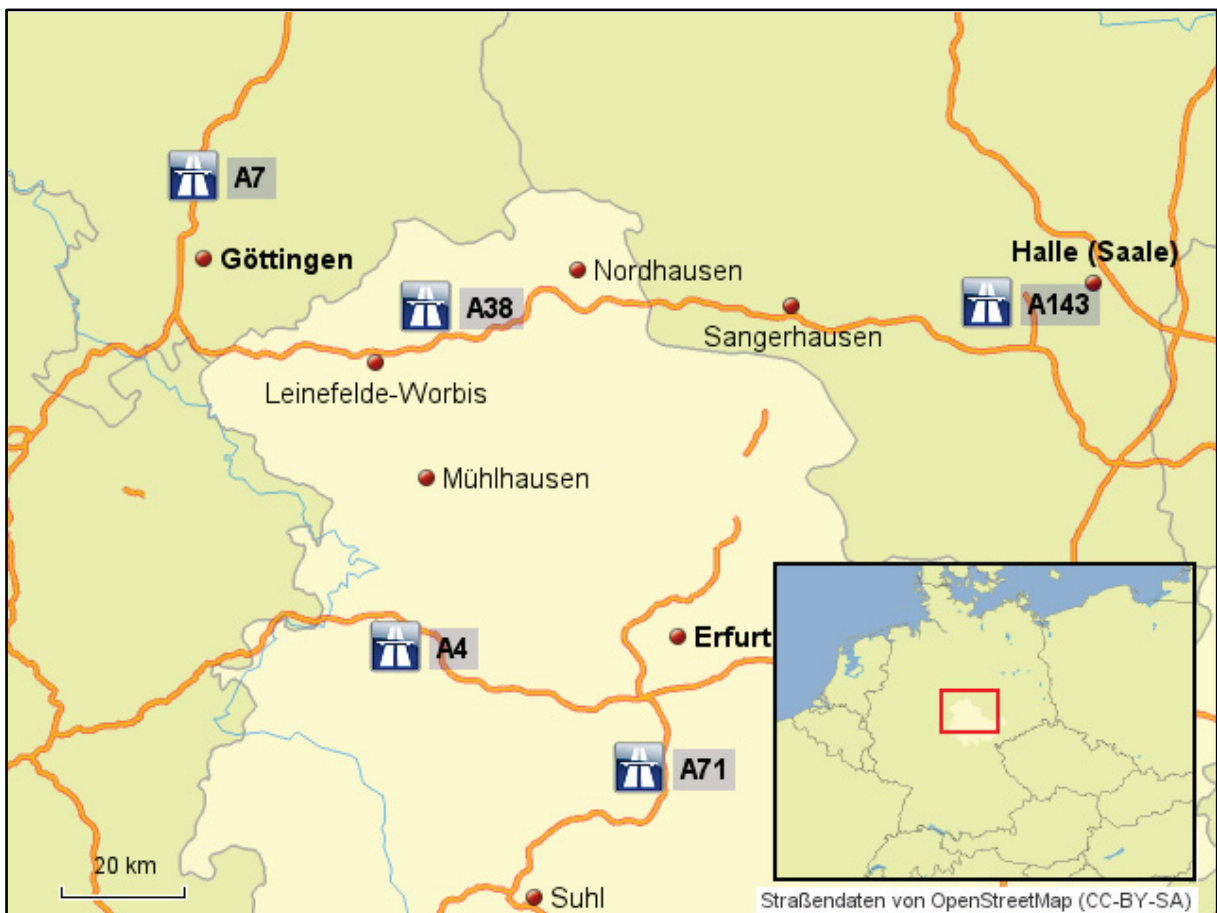 A7
Göttingen
Halle (Saale)
Nordhausen
A38
A143
Sangerhausen
Leinefelde-Worbis
Mühlhausen
Erfurt
A4
A71
20 km
Suhl
Straßendaten von OpenStreetMap (CC-BY-SA)